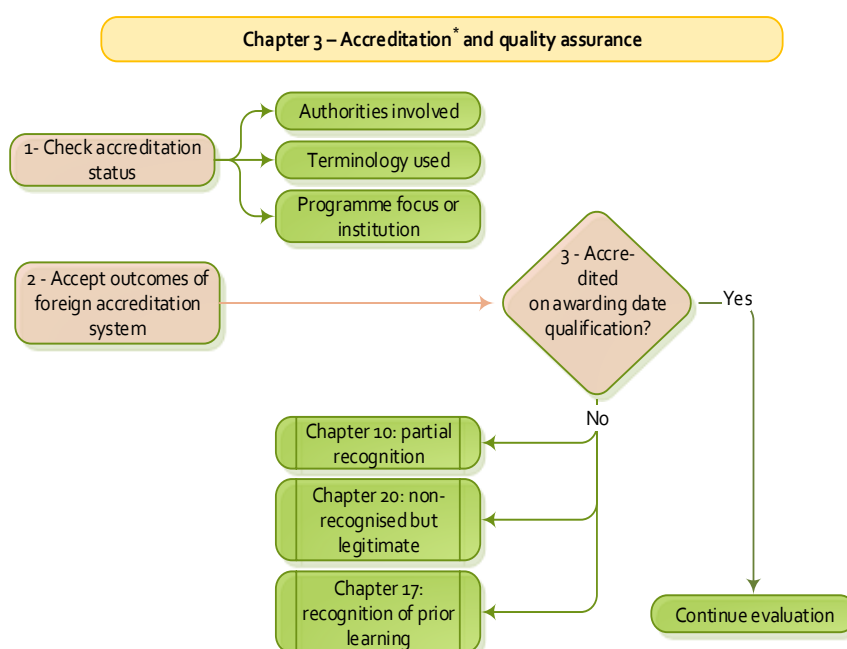 Chapter 3 – Accreditation* and quality assurance
1- Check accreditation
status
Authorities involved
Terminology used
Programme focus or
institution
2 - Accept outcomes of
foreign accreditation
system
3 - Accre-
dited
on awarding date
qualification?
Yes
No
Chapter 10: partial
recognition
Chapter 20: non-
recognised but
legitimate
Chapter 17:
recognition of prior
learning
Continue evaluation